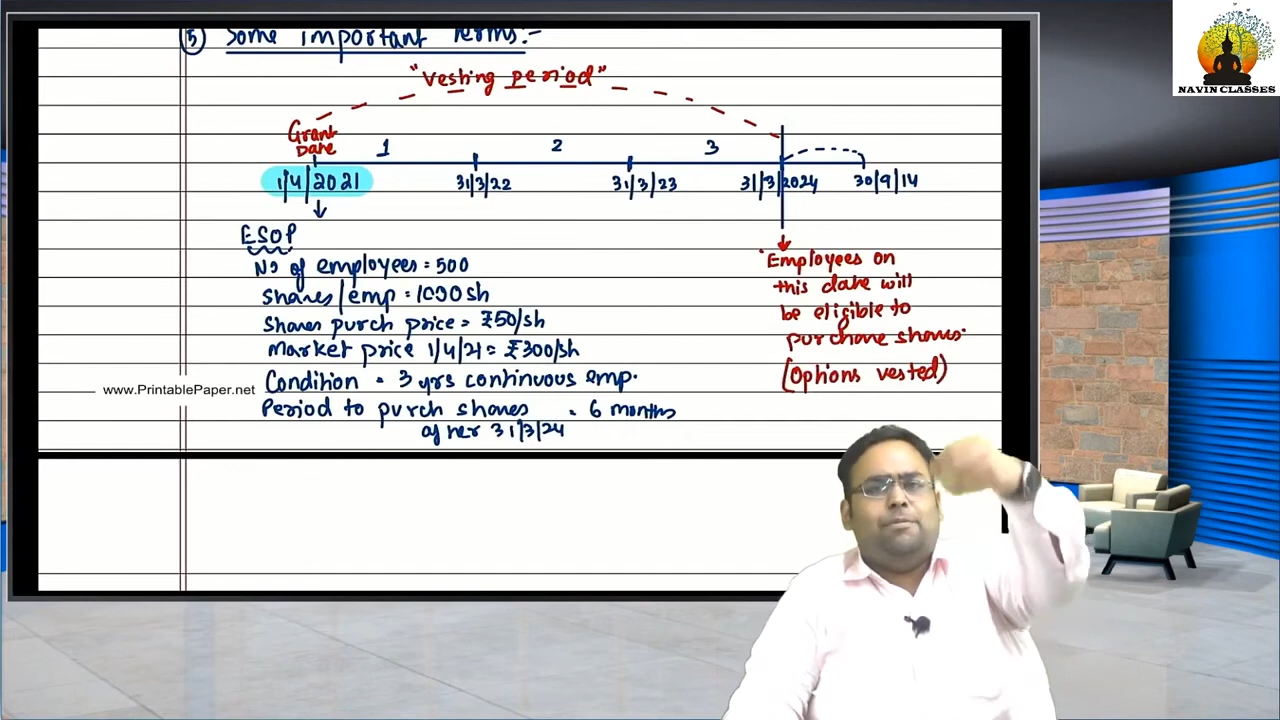 ⑤ Some important terms:-
"Vesting period"
Grant
Date
1 2 3
1/4/2021 31/3/22 31/3/23 31/3/2024 30/9/14
ESOP
No of employees = 500
Shares/emp = 1000 sh
Shares purch price = ₹50/sh
Market price 1/4/21 = ₹300/sh
Condition = 3 yrs continuous emp.
Period to purch shares = 6 months
after 31/3/24
Employees on
this date will
be eligible to
purchase shares.
(Options vested)
www.PrintablePaper.net
NAVIN CLASSES